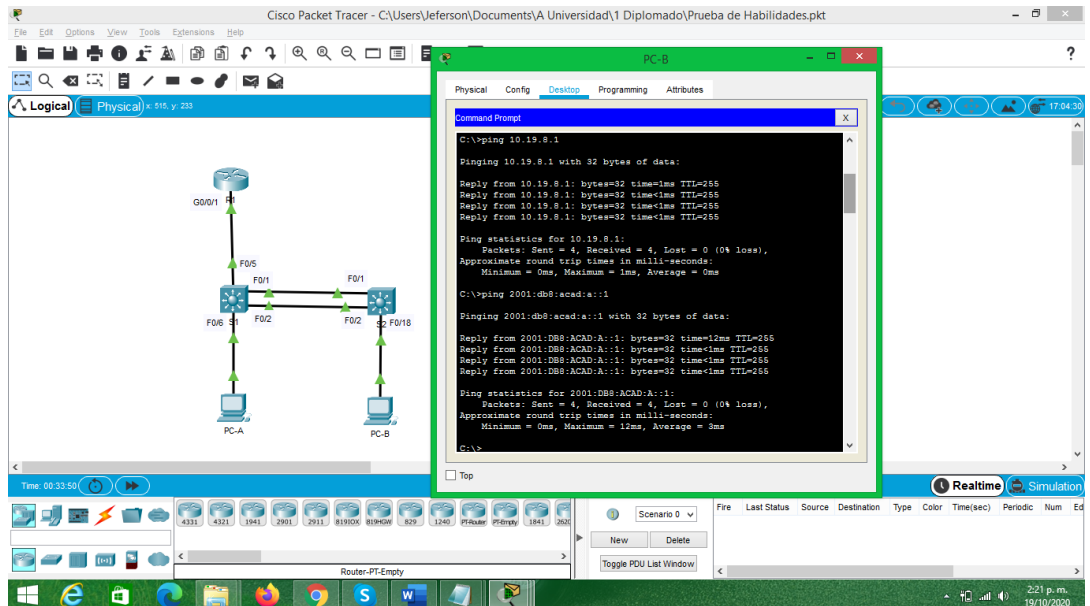 Cisco Packet Tracer - C:\Users\Jeferson\Documents\A Universidad\1 Diplomado\Prueba de Habilidades.pkt
File Edit Options View Tools Extensions Help
?
Logical
Physical
x: 515, y: 233
17:04:30
PC-B
Physical Config Desktop Programming Attributes
Command Prompt
X
C:\>ping 10.19.8.1
Pinging 10.19.8.1 with 32 bytes of data:
Reply from 10.19.8.1: bytes=32 time=1ms TTL=255
Reply from 10.19.8.1: bytes=32 time<1ms TTL=255
Reply from 10.19.8.1: bytes=32 time<1ms TTL=255
Reply from 10.19.8.1: bytes=32 time<1ms TTL=255
Ping statistics for 10.19.8.1:
Packets: Sent = 4, Received = 4, Lost = 0 (0% loss),
Approximate round trip times in milli-seconds:
Minimum = 0ms, Maximum = 1ms, Average = 0ms
C:\>ping 2001:db8:acad:a::1
Pinging 2001:db8:acad:a::1 with 32 bytes of data:
Reply from 2001:DB8:ACAD:A::1: bytes=32 time=12ms TTL=255
Reply from 2001:DB8:ACAD:A::1: bytes=32 time<1ms TTL=255
Reply from 2001:DB8:ACAD:A::1: bytes=32 time<1ms TTL=255
Reply from 2001:DB8:ACAD:A::1: bytes=32 time<1ms TTL=255
Ping statistics for 2001:DB8:ACAD:A::1:
Packets: Sent = 4, Received = 4, Lost = 0 (0% loss),
Approximate round trip times in milli-seconds:
Minimum = 0ms, Maximum = 12ms, Average = 3ms
C:\>
Top
G0/0/1 R1
F0/5
F0/1 F0/1
F0/6 S1 F0/2 F0/2 S2 F0/18
PC-A
PC-B
Time: 00:33:50
Realtime
Simulation
4331 4321 1941 2901 2911 819IOX 819HGW 829 1240 PT-Router PT-Empty 1841
Router-PT-Empty
Scenario 0
New Delete
Toggle PDU List Window
Fire Last Status Source Destination Type Color Time(sec) Periodic Num Ed
2:21 p. m.
19/10/2020